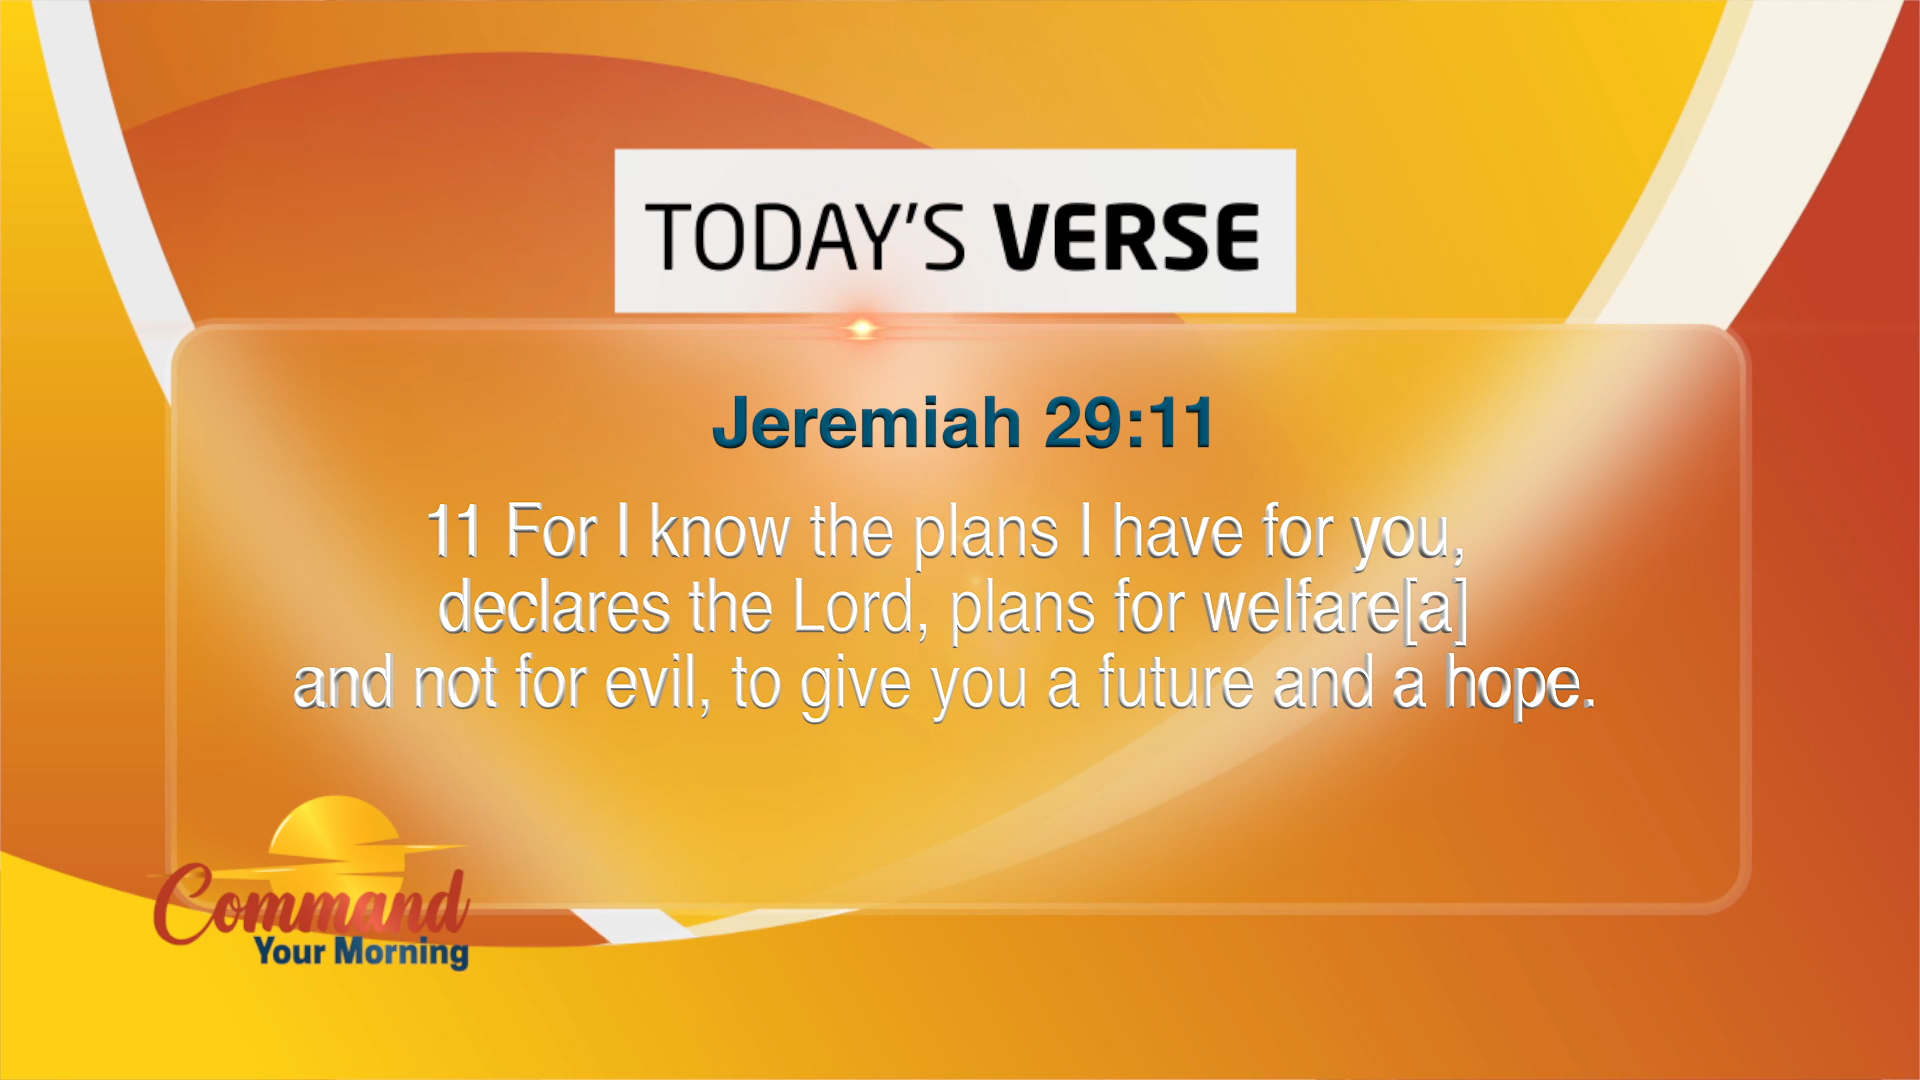 TODAY'S VERSE
Jeremiah 29:11
11 For I know the plans I have for you,
declares the Lord, plans for welfare[a]
and not for evil, to give you a future and a hope.
Command
Your Morning